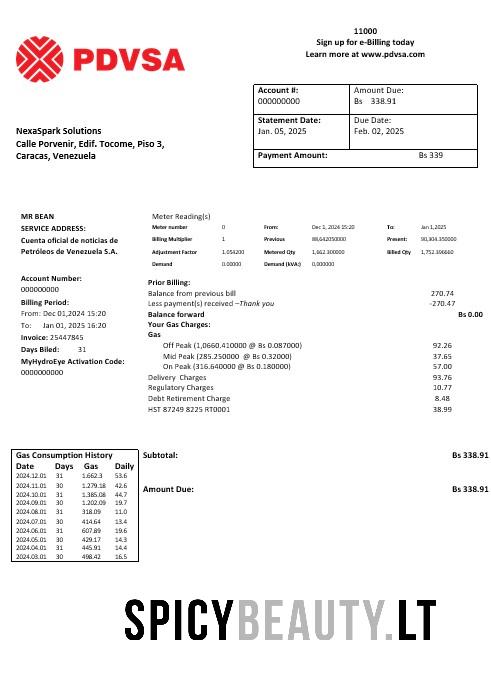 11000
Sign up for e-Billing today
Learn more at www.pdvsa.com
PDVSA
Account #:
000000000
Amount Due:
Bs 338.91
Statement Date:
Jan. 05, 2025
Due Date:
Feb. 02, 2025
Payment Amount: Bs 339
NexaSpark Solutions
Calle Porvenir, Edif. Tocome, Piso 3,
Caracas, Venezuela
MR BEAN
SERVICE ADDRESS:
Cuenta oficial de noticias de
Petróleos de Venezuela S.A.
Account Number:
000000000
Billing Period:
From: Dec 01,2024 15:20
To: Jan 01, 2025 16:20
Invoice: 25447845
Days Biled: 31
MyHydroEye Activation Code:
0000000000
Meter Reading(s)
Meter number 0 From: Dec 1, 2024 15:20 To: Jan 1,2025
Billing Multiplier 1 Previous 88,642050000 Present: 90,304.350000
Adjustment Factor 1,054200 Metered Qty 1,662.300000 Billed Qty 1,752.396660
Demand 0.00000 Demand (kVA:) 0,000000
Prior Billing:
Balance from previous bill 270.74
Less payment(s) received –Thank you -270.47
Balance forward Bs 0.00
Your Gas Charges:
Gas
Off Peak (1,0660.410000 @ Bs 0.087000) 92.26
Mid Peak (285.250000 @ Bs 0.32000) 37.65
On Peak (316.640000 @ Bs 0.180000) 57.00
Delivery Charges 93.76
Regulatory Charges 10.77
Debt Retirement Charge 8.48
HST 87249 8225 RT0001 38.99
Gas Consumption History
Date Days Gas Daily
2024.12.01 31 1.662.3 53.6
2024.11.01 30 1.279.18 42.6
2024.10.01 31 1,385.08 44.7
2024.09.01 30 1.202.09 19.7
2024.08.01 31 318.09 11.0
2024.07.01 30 414.64 13.4
2024.06.01 31 607.89 19.6
2024.05.01 30 429.17 14.3
2024.04.01 31 445.91 14.4
2024.03.01 30 498.42 16.5
Subtotal: Bs 338.91
Amount Due: Bs 338.91
SPICYBEAUTY.LT